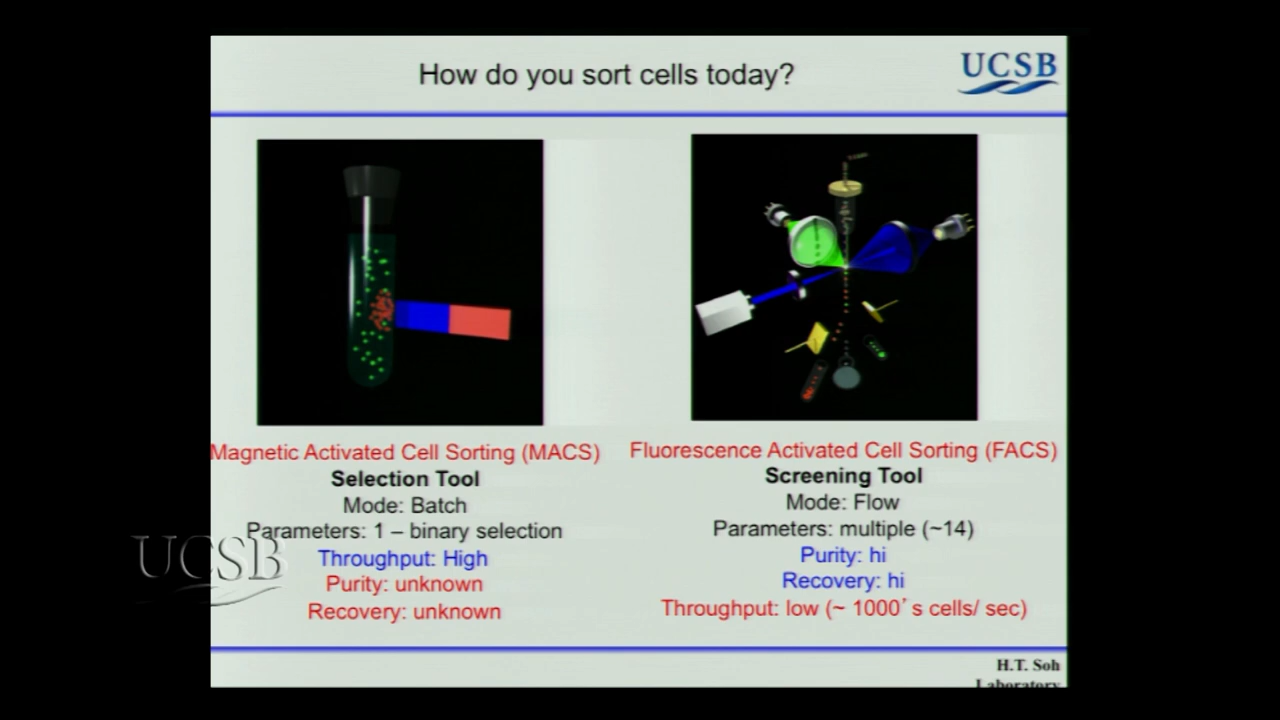 How do you sort cells today?
UCSB
Magnetic Activated Cell Sorting (MACS)
Selection Tool
Mode: Batch
Parameters: 1 – binary selection
Throughput: High
Purity: unknown
Recovery: unknown
Fluorescence Activated Cell Sorting (FACS)
Screening Tool
Mode: Flow
Parameters: multiple (~14)
Purity: hi
Recovery: hi
Throughput: low (~ 1000's cells/ sec)
UCSB
H.T. Soh
Laboratory